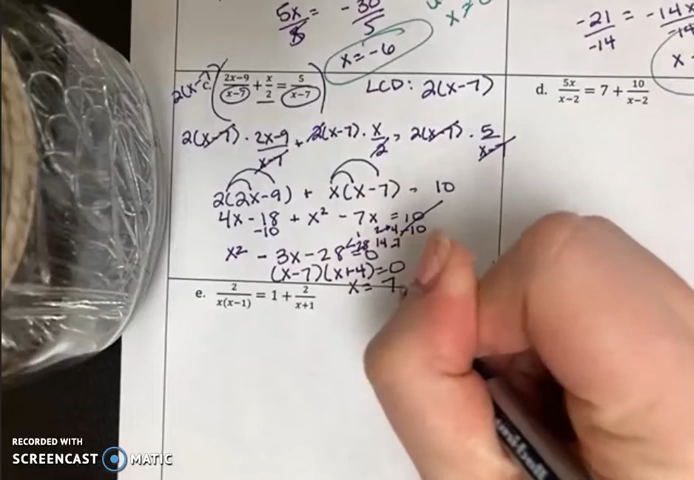 5x/5 = -30/5
-21/-14 = -14x/-14
x = -6
2(x-7)
c. (2x-9)/(x-7) + x/2 = 5/(x-7)
LCD: 2(x-7)
d. 5x/(x-2) = 7 + 10/(x-2)
2(x-7) · (2x-9)/(x-7) + 2(x-7) · x/2 = 2(x-7) · 5/(x-7)
2(2x-9) + x(x-7) = 10
4x - 18 + x² - 7x = 10
-10 -10
x² - 3x - 28 = 0
(x-7)(x+4) = 0
x = 7,
e. 2/(x(x-1)) = 1 + 2/(x+1)
RECORDED WITH
SCREENCAST MATIC